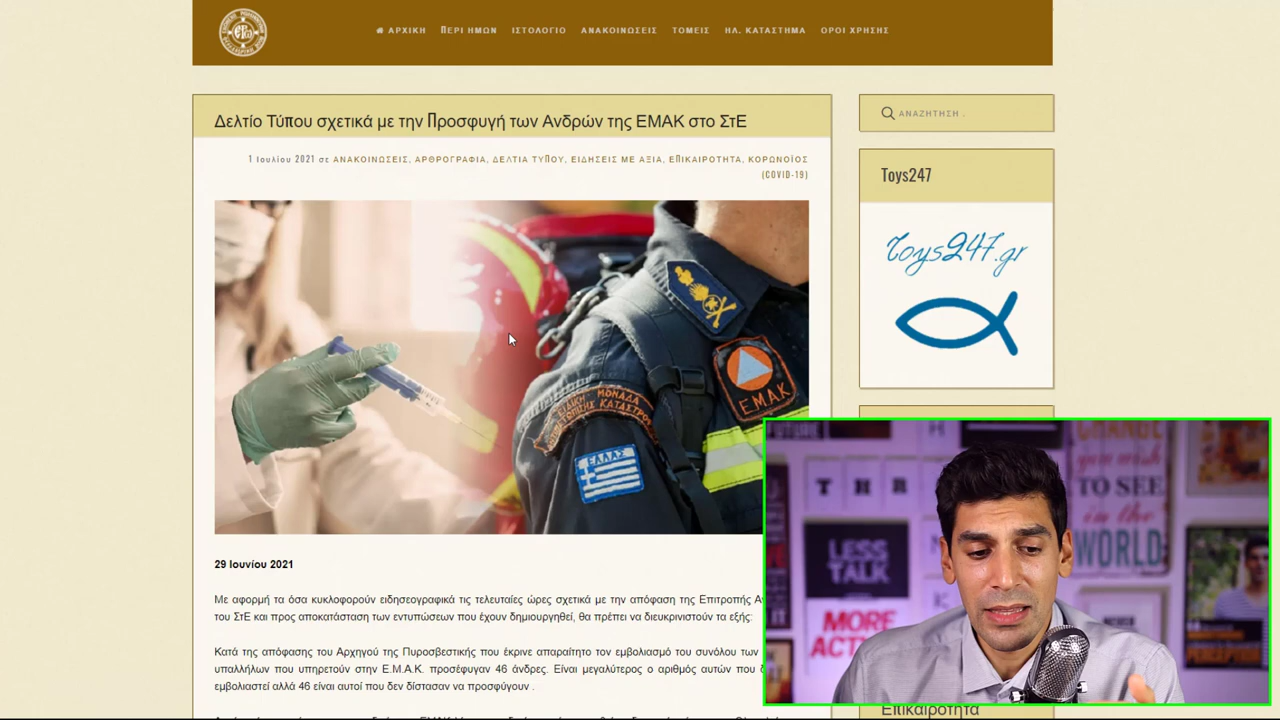 ΑΡΧΙΚΗ ΠΕΡΙ ΗΜΩΝ ΙΣΤΟΛΟΓΙΟ ΑΝΑΚΟΙΝΩΣΕΙΣ ΤΟΜΕΙΣ ΗΛ. ΚΑΤΑΣΤΗΜΑ ΟΡΟΙ ΧΡΗΣΗΣ
Δελτίο Τύπου σχετικά με την Προσφυγή των Ανδρών της ΕΜΑΚ στο ΣτΕ
1 Ιουλίου 2021 σε ΑΝΑΚΟΙΝΩΣΕΙΣ, ΑΡΘΡΟΓΡΑΦΙΑ, ΔΕΛΤΙΑ ΤΥΠΟΥ, ΕΙΔΗΣΕΙΣ ΜΕ ΑΞΙΑ, ΕΠΙΚΑΙΡΟΤΗΤΑ, ΚΟΡΩΝΟΪΟΣ
(COVID-19)
ΑΝΑΖΗΤΗΣΗ .
Toys247
Toys247.gr
Ε.Μ.Α.Κ
ΕΙΔΙΚΗ ΜΟΝΑΔΑ
ΕΛΛΑΣ
29 Ιουνίου 2021
Με αφορμή τα όσα κυκλοφορούν ειδησεογραφικά τις τελευταίες ώρες σχετικά με την απόφαση της Επιτροπής
του ΣτΕ και προς αποκατάσταση των εντυπώσεων που έχουν δημιουργηθεί, θα πρέπει να διευκρινιστούν τα εξής:
Κατά της απόφασης του Αρχηγού της Πυροσβεστικής που έκρινε απαραίτητο τον εμβολιασμό του συνόλου των
υπαλλήλων που υπηρετούν στην Ε.Μ.Α.Κ. προσέφυγαν 46 άνδρες. Είναι μεγαλύτερος ο αριθμός αυτών που
εμβολιαστεί αλλά 46 είναι αυτοί που δεν δίστασαν να προσφύγουν .
Επικαιρότητα
T H R
LESS
TALK
MORE
CHANGE
you wish
TO SEE
in the
WORLD